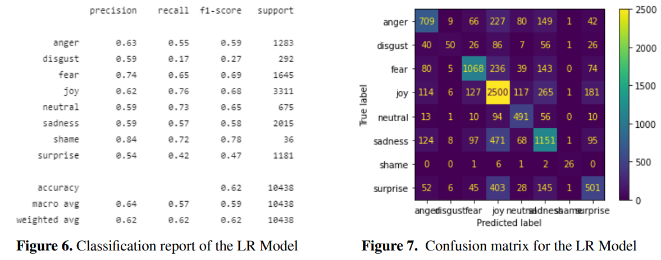 precision recall f1-score support
anger 0.63 0.55 0.59 1283
disgust 0.59 0.17 0.27 292
fear 0.74 0.65 0.69 1645
joy 0.62 0.76 0.68 3311
neutral 0.59 0.73 0.65 675
sadness 0.59 0.57 0.58 2015
shame 0.84 0.72 0.78 36
surprise 0.54 0.42 0.47 1181
accuracy 0.62 10438
macro avg 0.64 0.57 0.59 10438
weighted avg 0.62 0.62 0.62 10438
Figure 6. Classification report of the LR Model
True label
anger 709 9 66 227 80 149 1 42
disgust 40 50 26 86 7 56 1 26
fear 80 5 1068 236 39 143 0 74
joy 114 6 127 2500 117 265 1 181
neutral 13 1 10 94 491 56 0 10
sadness 124 8 97 471 68 1151 1 95
shame 0 0 1 6 1 2 26 0
surprise 52 6 45 403 28 145 1 501
anger disgust fear joy neutral sadness shame surprise
Predicted label
2500
2000
1500
1000
500
0
Figure 7. Confusion matrix for the LR Model